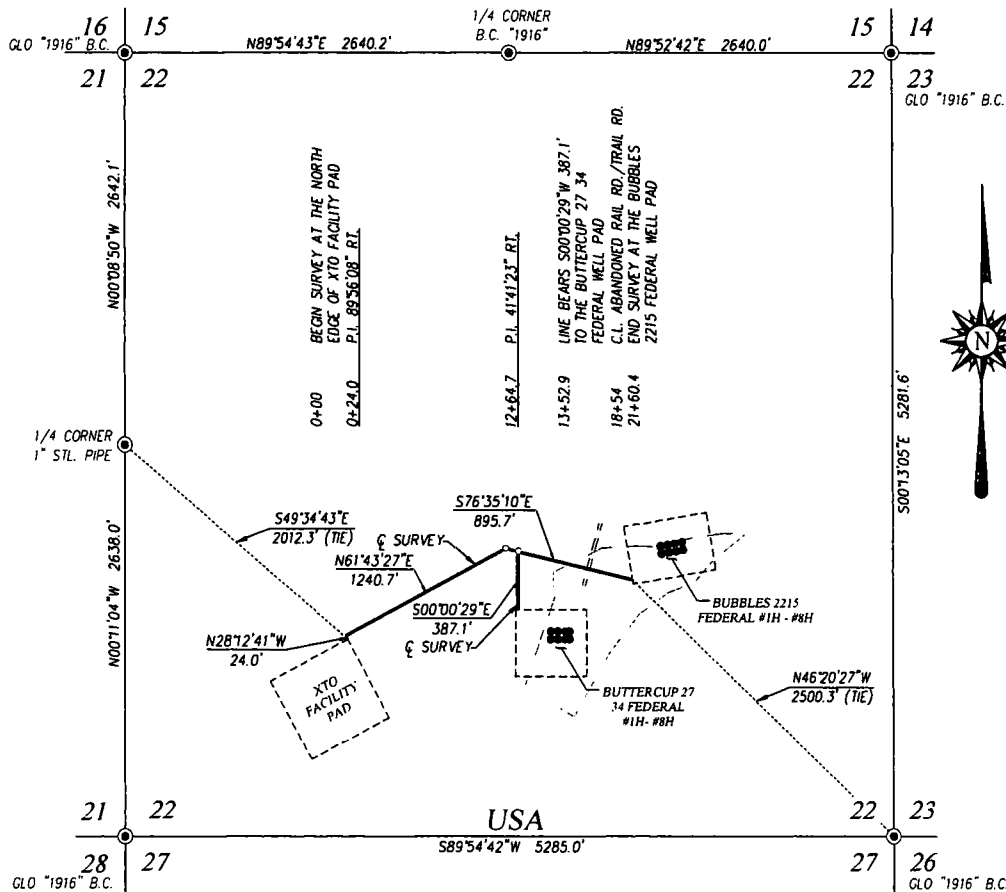 1/4 CORNER
B.C. "1916"
16 15
15 14
GLO "1916" B.C.
N89°54'43"E 2640.2'
N89°52'42"E 2640.0'
21 22
22 23
GLO "1916" B.C.
N00°08'50"W 2642.1'
0+00 BEGIN SURVEY AT THE NORTH
EDGE OF XTO FACILITY PAD
0+24.0 P.I. 89°56'08" RT.
12+64.7 P.I. 41°41'23" RT.
13+52.9 LINE BEARS S00°00'29"W 387.1'
TO THE BUTTERCUP 27 34
FEDERAL WELL PAD
18+54 C.L. ABANDONED RAIL RD./TRAIL RD.
21+60.4 END SURVEY AT THE BUBBLES
2215 FEDERAL WELL PAD
N
S00°13'05"E 5281.6'
1/4 CORNER
1" STL. PIPE
S76°35'10"E
895.7'
S49°34'43"E
2012.3' (TIE)
℄ SURVEY
N61°43'27"E
1240.7'
N00°11'04"W 2638.0'
S00°00'29"E
387.1'
℄ SURVEY
BUBBLES 2215
FEDERAL #1H - #8H
N28°12'41"W
24.0'
XTO
FACILITY
PAD
BUTTERCUP 27
34 FEDERAL
#1H- #8H
N46°20'27"W
2500.3' (TIE)
21 22
USA
22 23
S89°54'42"W 5285.0'
28 27
27 26
GLO "1916" B.C.
GLO "1916" B.C.